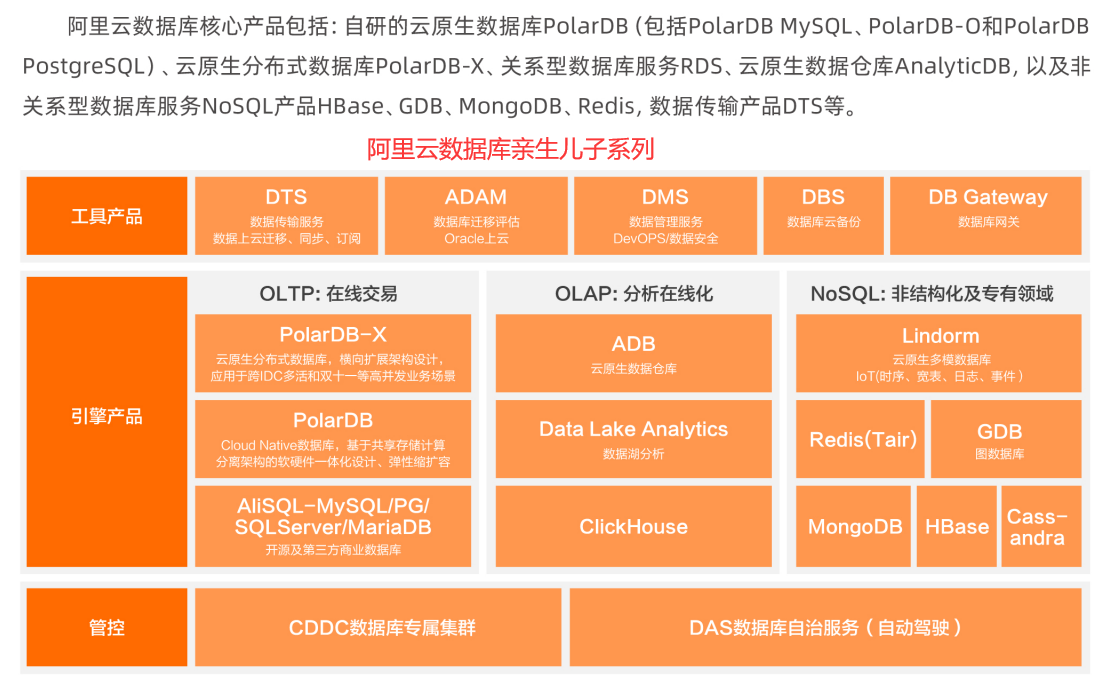 阿里云数据库核心产品包括：自研的云原生数据库PolarDB（包括PolarDB MySQL、PolarDB-O和PolarDB
PostgreSQL）、云原生分布式数据库PolarDB-X、关系型数据库服务RDS、云原生数据仓库AnalyticDB, 以及非
关系型数据库服务NoSQL产品HBase、GDB、MongoDB、Redis, 数据传输产品DTS等。
阿里云数据库亲生儿子系列
工具产品
DTS
数据传输服务
数据上云迁移、同步、订阅
ADAM
数据库迁移评估
Oracle上云
DMS
数据管理服务
DevOPS/数据安全
DBS
数据库云备份
DB Gateway
数据库网关
引擎产品
OLTP: 在线交易
PolarDB-X
云原生分布式数据库，横向扩展架构设计，
应用于跨IDC多活和双十一等高并发业务场景
PolarDB
Cloud Native数据库，基于共享存储计算
分离架构的软硬件一体化设计、弹性缩扩容
AliSQL-MySQL/PG/
SQLServer/MariaDB
开源及第三方商业数据库
OLAP: 分析在线化
ADB
云原生数据仓库
Data Lake Analytics
数据湖分析
ClickHouse
NoSQL: 非结构化及专有领域
Lindorm
云原生多模数据库
IoT(时序、宽表、日志、事件）
Redis(Tair)
GDB
图数据库
MongoDB
HBase
Cass-
andra
管控
CDDC数据库专属集群
DAS数据库自治服务（自动驾驶）